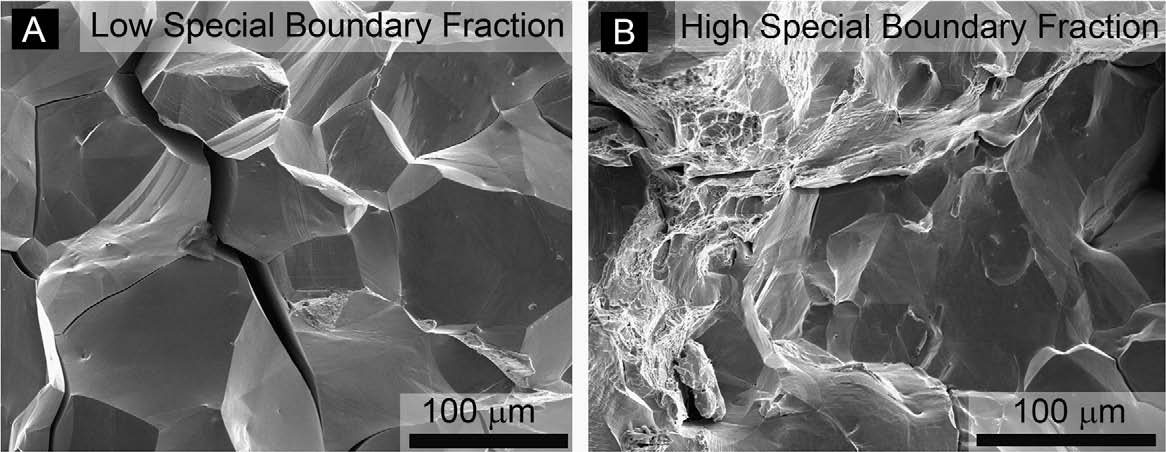 A
Low Special Boundary Fraction
100 μm
B
High Special Boundary Fraction
100 μm